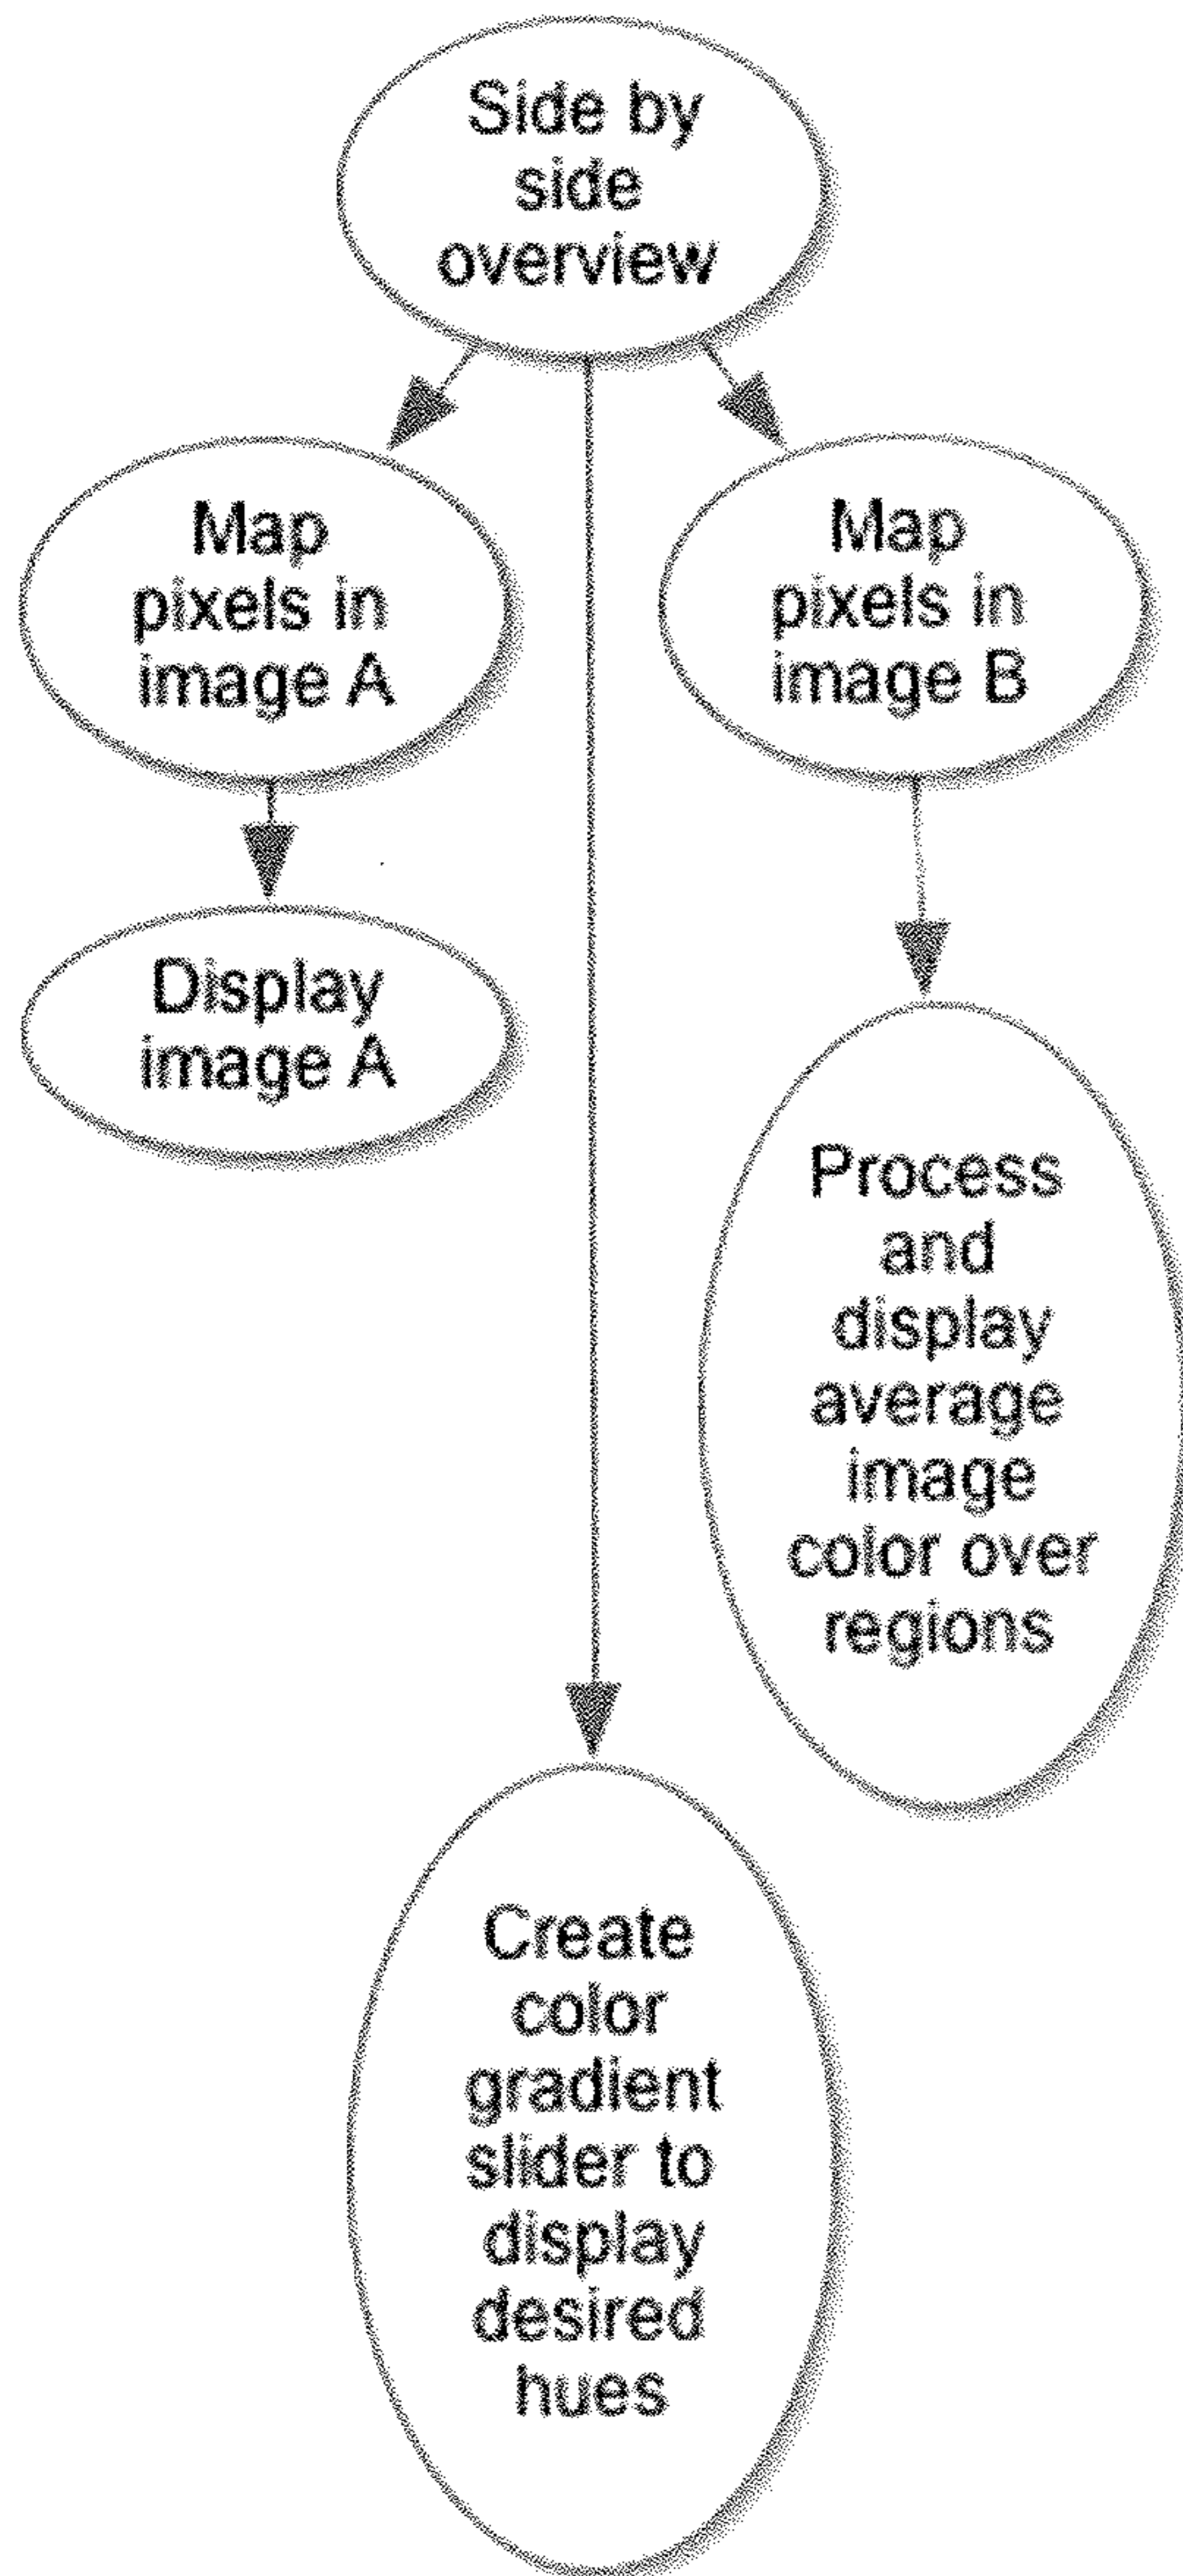 Side by
side
overview
Map
pixels in
image A
Map
pixels in
image B
Display
image A
Process
and
display
average
image
color over
regions
Create
color
gradient
slider to
display
desired
hues